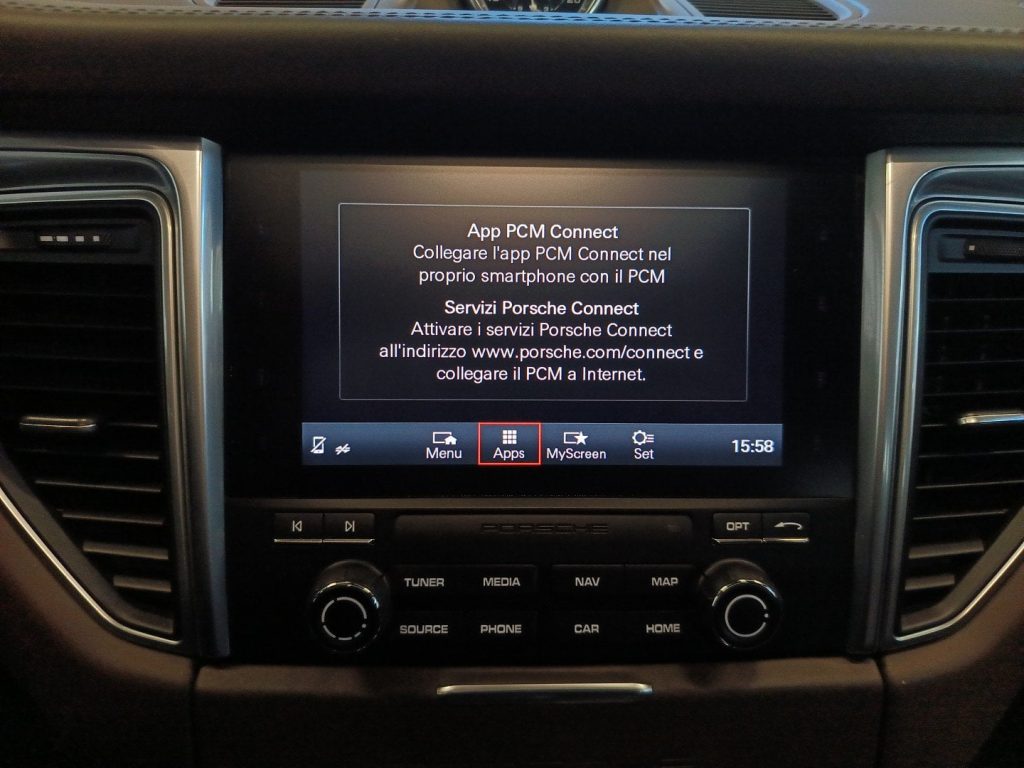 App PCM Connect
Collegare l'app PCM Connect nel
proprio smartphone con il PCM
Servizi Porsche Connect
Attivare i servizi Porsche Connect
all'indirizzo www.porsche.com/connect e
collegare il PCM a Internet.
Menu Apps MyScreen Set 15:58
PORSCHE OPT
TUNER MEDIA NAV MAP
SOURCE PHONE CAR HOME